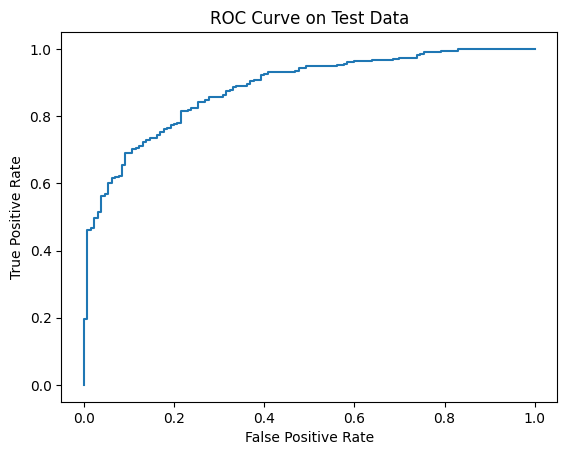 ROC Curve on Test Data
1.0
0.8
0.6
0.4
0.2
0.0
True Positive Rate
0.0 0.2 0.4 0.6 0.8 1.0
False Positive Rate